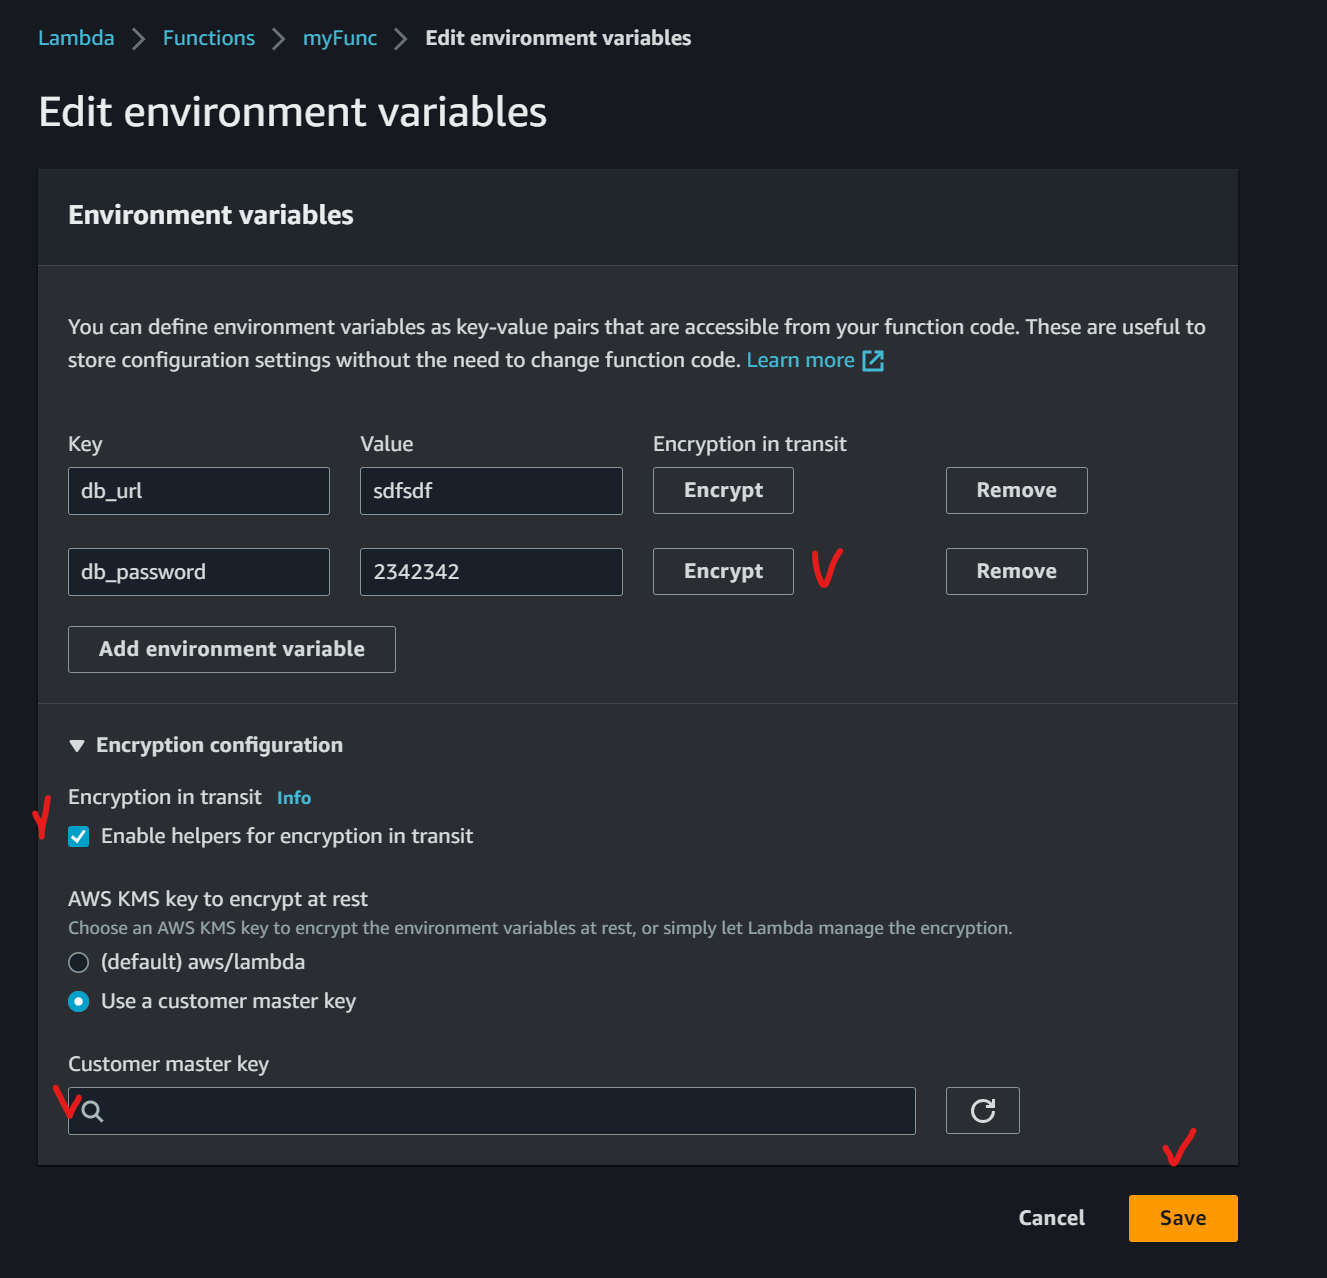 Lambda > Functions > myFunc > Edit environment variables
Edit environment variables
Environment variables
You can define environment variables as key-value pairs that are accessible from your function code. These are useful to
store configuration settings without the need to change function code. Learn more
Key Value Encryption in transit
db_url sdfsdf Encrypt Remove
db_password 2342342 Encrypt Remove
Add environment variable
Encryption configuration
Encryption in transit Info
Enable helpers for encryption in transit
AWS KMS key to encrypt at rest
Choose an AWS KMS key to encrypt the environment variables at rest, or simply let Lambda manage the encryption.
(default) aws/lambda
Use a customer master key
Customer master key
Cancel Save